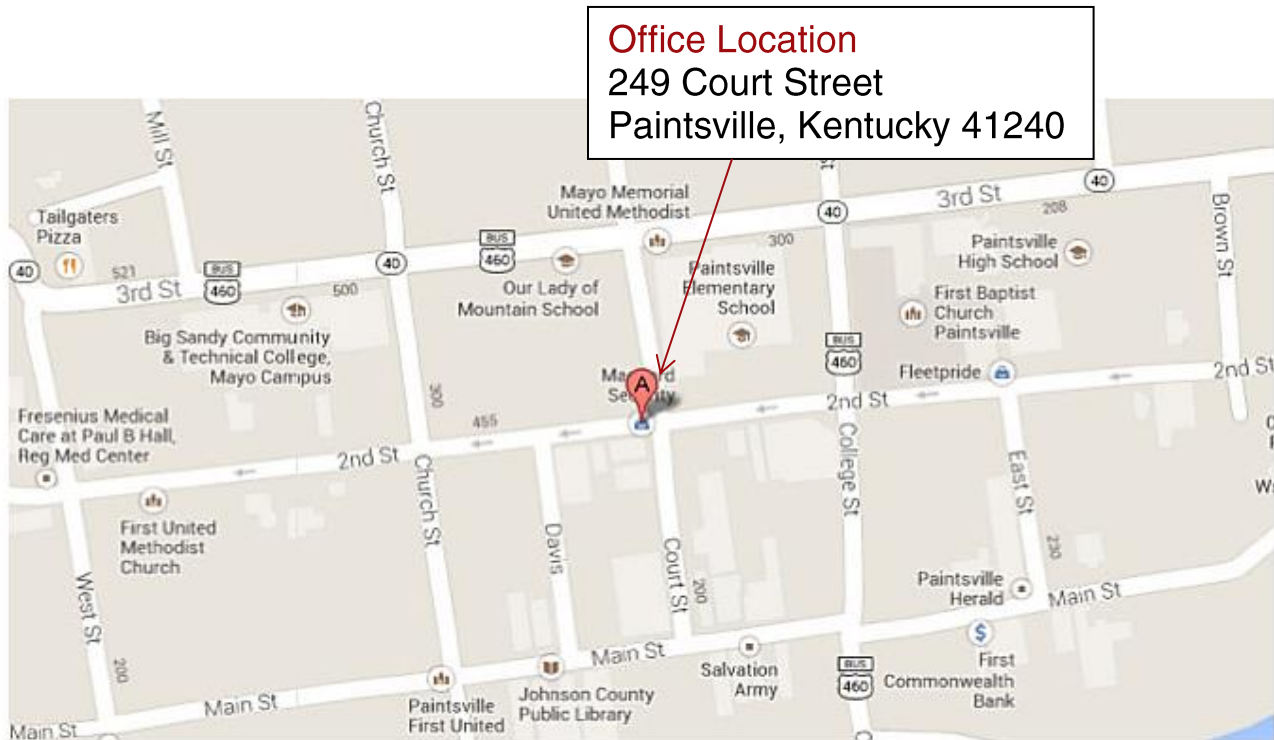 Office Location
249 Court Street
Paintsville, Kentucky 41240
Mill St
Church St
St
40
3rd St
208
Brown St
Mayo Memorial
United Methodist
40
300
Tailgaters
Pizza
40
521
3rd St
BUS
460
500
40
BUS
460
Our Lady of
Mountain School
Paintsville
Elementary
School
Paintsville
High School
First Baptist
Church
Paintsville
Big Sandy Community
& Technical College,
Mayo Campus
BUS
460
Fleetpride
2nd St
A
300
455
2nd St
Fresenius Medical
Care at Paul B Hall,
Reg Med Center
2nd St
Church St
College St
East St
First United
Methodist
Church
Davis
Court St
200
230
West St
200
Paintsville
Herald
Main St
Main St
Salvation
Army
BUS
460
$
First
Commonwealth
Bank
Paintsville
First United
Johnson County
Public Library
Main St
Main St